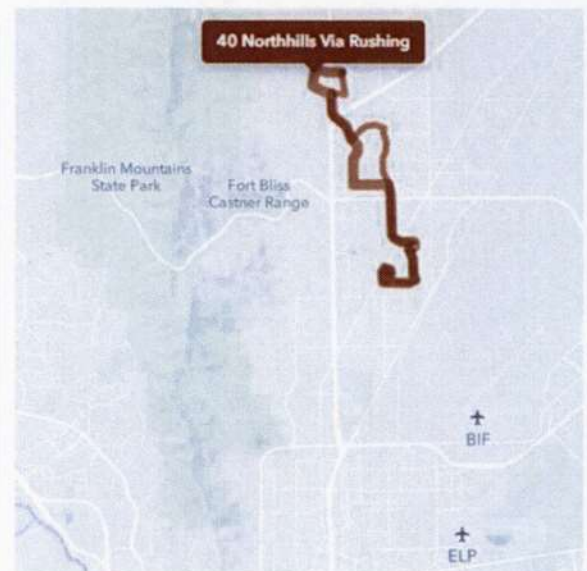 40 Northhills Via Rushing
Franklin Mountains
State Park
Fort Bliss
Castner Range
BIF
ELP